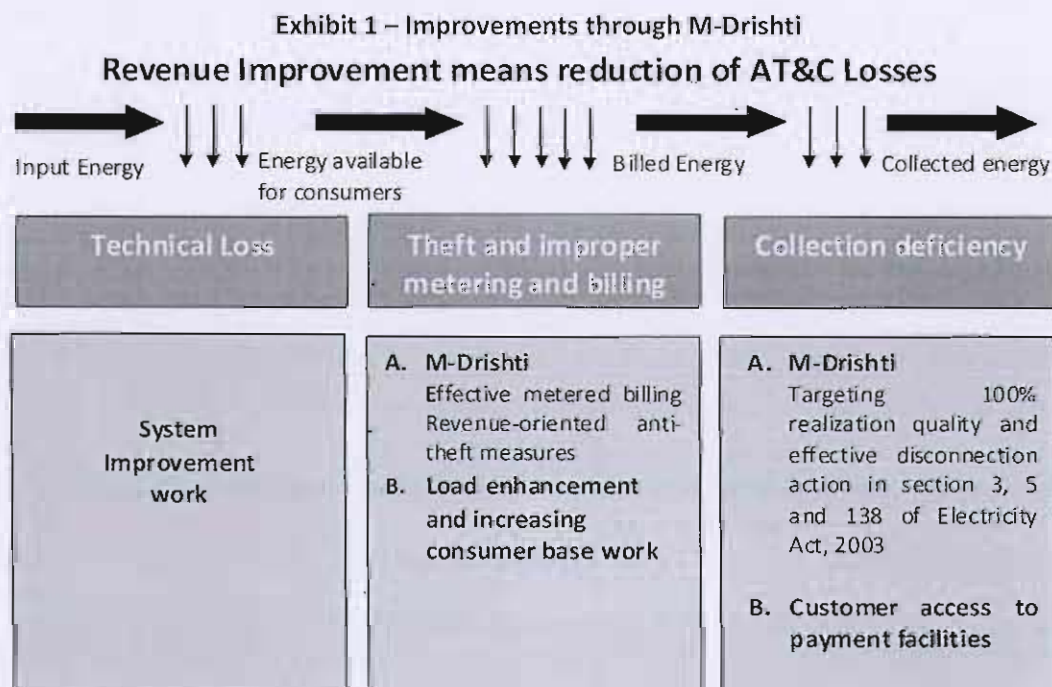 Exhibit 1 – Improvements through M-Drishti
Revenue Improvement means reduction of AT&C Losses
Input Energy
Energy available
for consumers
Billed Energy
Collected energy
Technical Loss
Theft and improper
metering and billing
Collection deficiency
System
Improvement
work
A. M-Drishti
Effective metered billing
Revenue-oriented anti-
theft measures
B. Load enhancement
and increasing
consumer base work
A. M-Drishti
Targeting 100%
realization quality and
effective disconnection
action in section 3, 5
and 138 of Electricity
Act, 2003
B. Customer access to
payment facilities